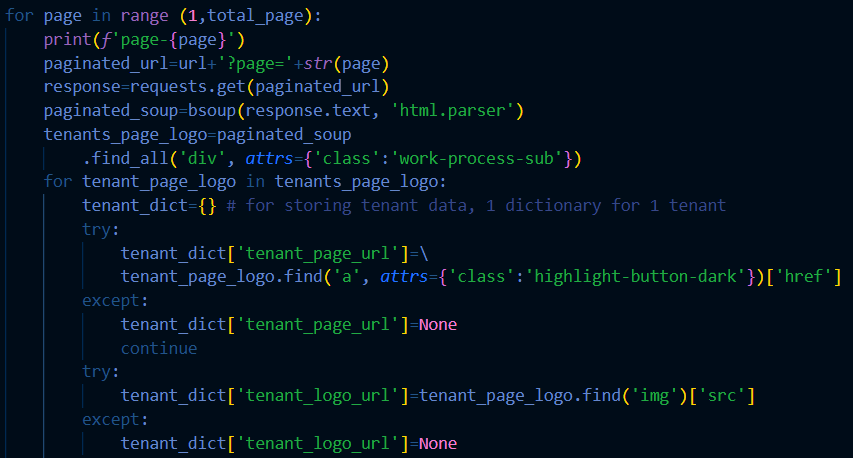 for page in range (1,total_page):
    print(f'page-{page}')
    paginated_url=url+'?page='+str(page)
    response=requests.get(paginated_url)
    paginated_soup=bsoup(response.text, 'html.parser')
    tenants_page_logo=paginated_soup
        .find_all('div', attrs={'class':'work-process-sub'})
    for tenant_page_logo in tenants_page_logo:
        tenant_dict={} # for storing tenant data, 1 dictionary for 1 tenant
        try:
            tenant_dict['tenant_page_url']=\
            tenant_page_logo.find('a', attrs={'class':'highlight-button-dark'})['href']
        except:
            tenant_dict['tenant_page_url']=None
            continue
        try:
            tenant_dict['tenant_logo_url']=tenant_page_logo.find('img')['src']
        except:
            tenant_dict['tenant_logo_url']=None